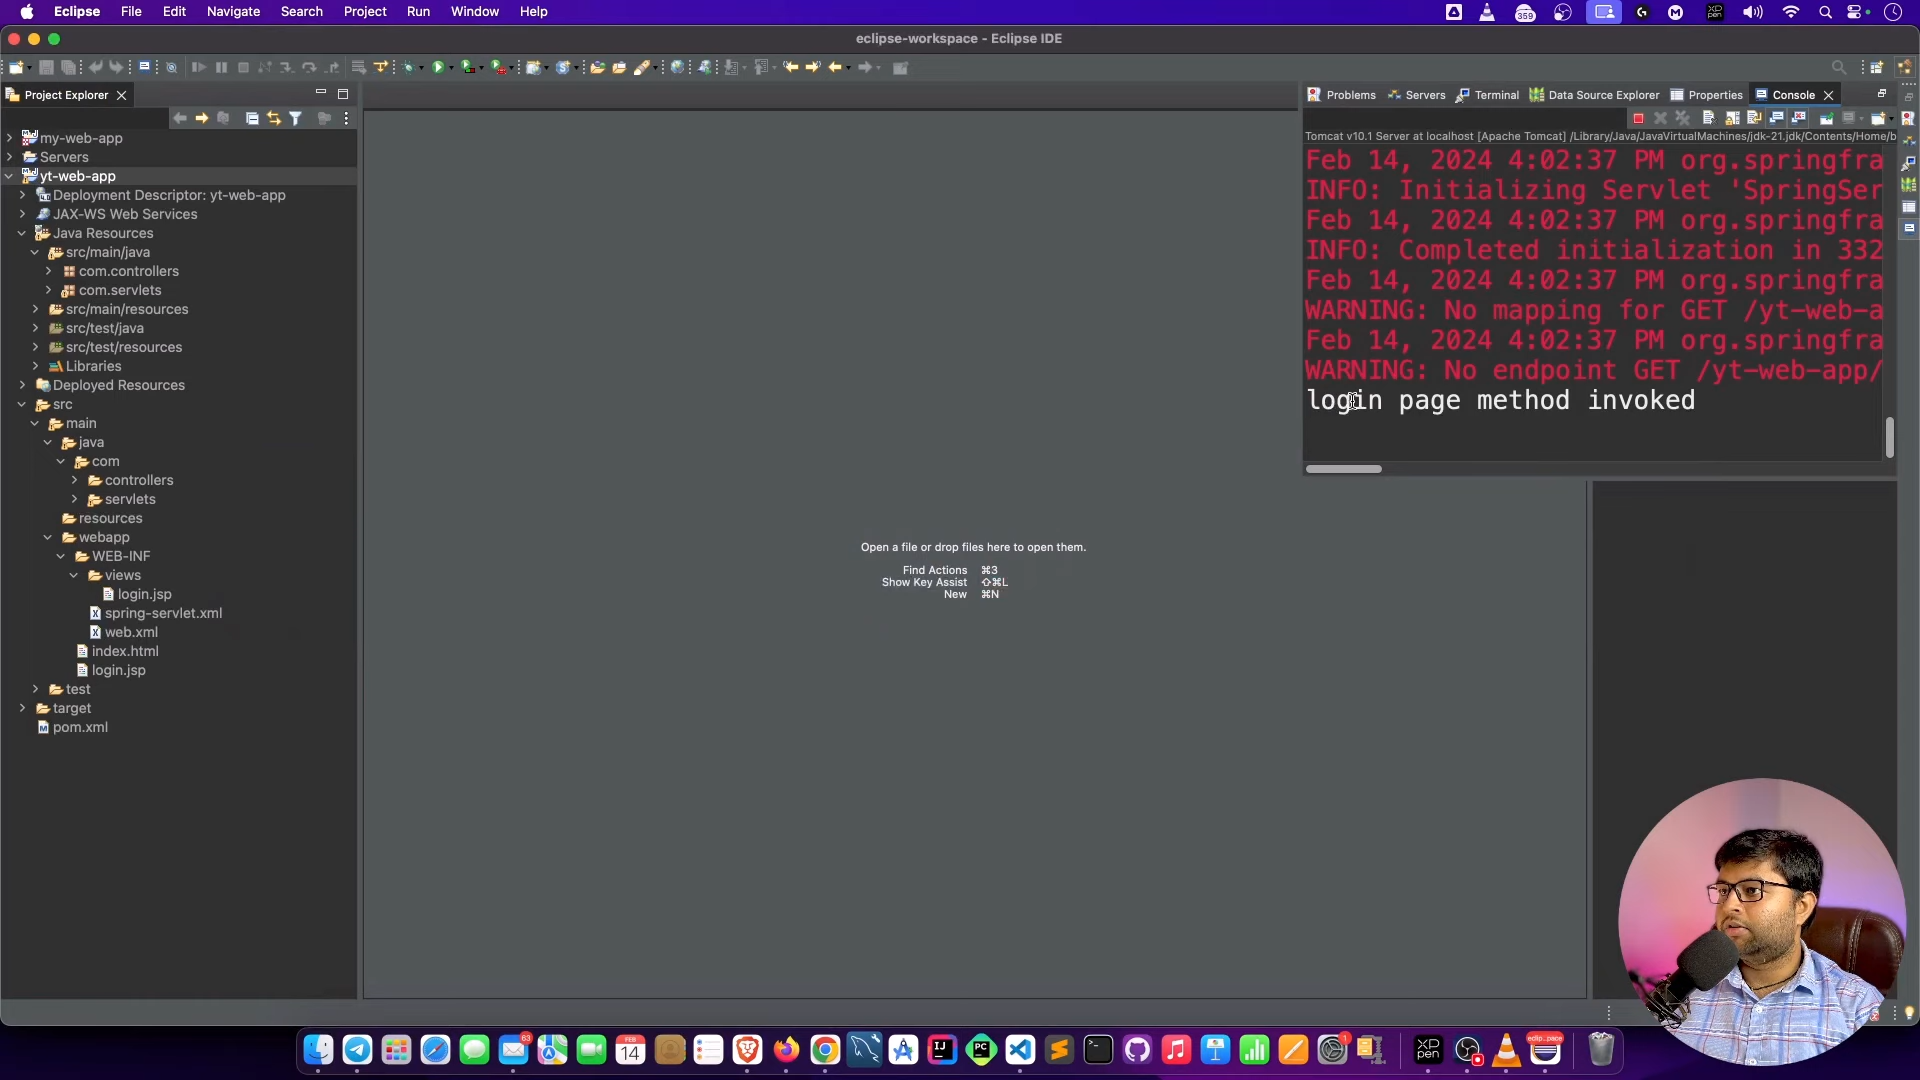 Eclipse File Edit Navigate Search Project Run Window Help
359
eclipse-workspace - Eclipse IDE
Project Explorer
my-web-app
Servers
yt-web-app
Deployment Descriptor: yt-web-app
JAX-WS Web Services
Java Resources
src/main/java
com.controllers
com.servlets
src/main/resources
src/test/java
src/test/resources
Libraries
Deployed Resources
src
main
java
com
controllers
servlets
resources
webapp
WEB-INF
views
login.jsp
spring-servlet.xml
web.xml
index.html
login.jsp
test
target
pom.xml
Open a file or drop files here to open them.
Find Actions ⌘3
Show Key Assist ⇧⌘L
New ⌘N
Problems Servers Terminal Data Source Explorer Properties Console
Tomcat v10.1 Server at localhost [Apache Tomcat] /Library/Java/JavaVirtualMachines/jdk-21.jdk/Contents/Home/b
Feb 14, 2024 4:02:37 PM org.springfra
INFO: Initializing Servlet 'SpringSer
Feb 14, 2024 4:02:37 PM org.springfra
INFO: Completed initialization in 332
Feb 14, 2024 4:02:37 PM org.springfra
WARNING: No mapping for GET /yt-web-a
Feb 14, 2024 4:02:37 PM org.springfra
WARNING: No endpoint GET /yt-web-app/
login page method invoked
63
FEB
14
IJ
PC
1
XP
pen